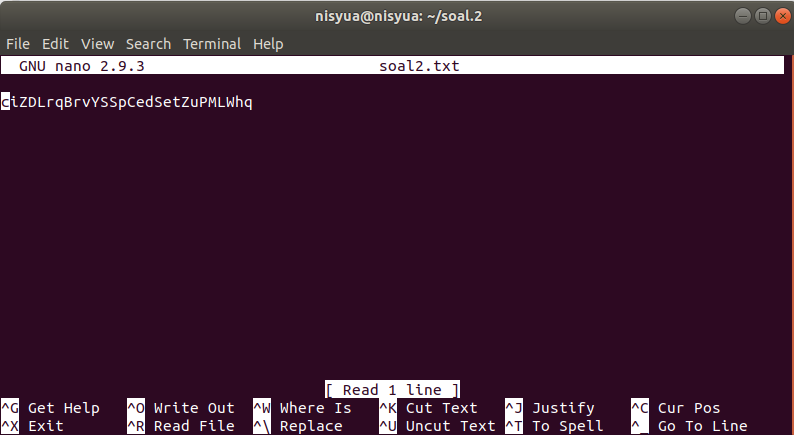 nisyua@nisyua: ~/soal.2
File Edit View Search Terminal Help
GNU nano 2.9.3 soal2.txt
ciZDLrqBrvYSSpCedSetZuPMLWhq
[ Read 1 line ]
^G Get Help ^O Write Out ^W Where Is ^K Cut Text ^J Justify ^C Cur Pos
^X Exit ^R Read File ^\ Replace ^U Uncut Text ^T To Spell ^_ Go To Line